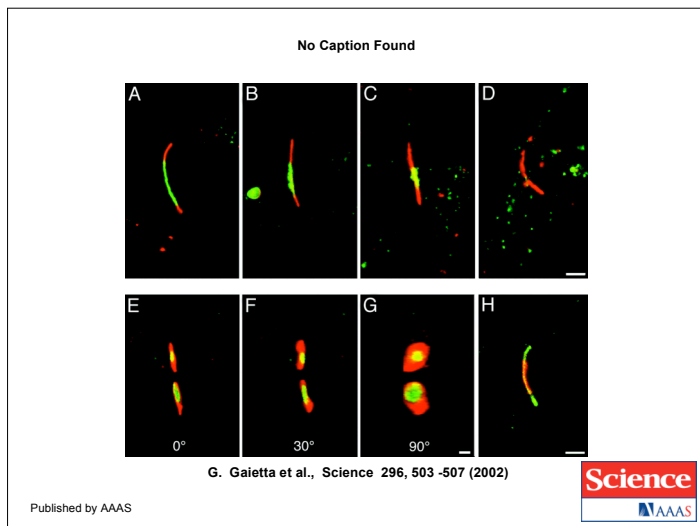 No Caption Found
A B C D
E F G H
0° 30° 90°
G. Gaietta et al., Science 296, 503 -507 (2002)
Science
AAAS
Published by AAAS